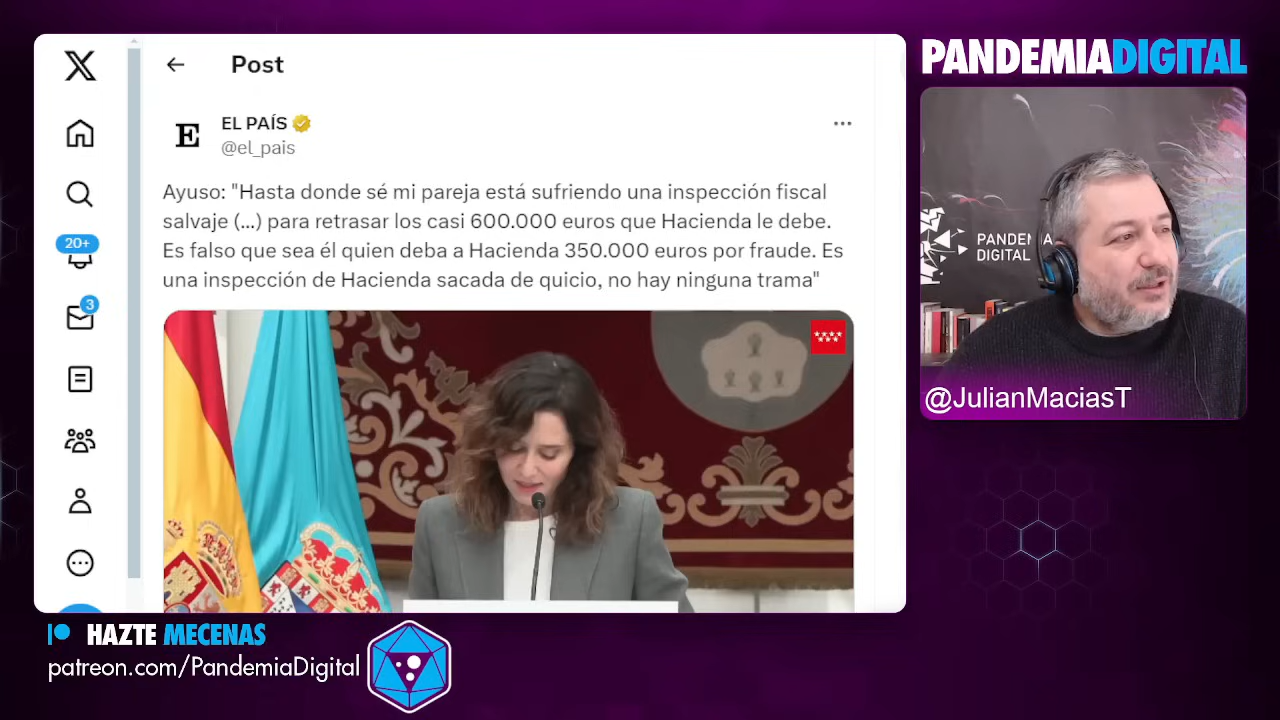 Post
EL PAÍS
@el_pais
Ayuso: "Hasta donde sé mi pareja está sufriendo una inspección fiscal
salvaje (...) para retrasar los casi 600.000 euros que Hacienda le debe.
Es falso que sea él quien deba a Hacienda 350.000 euros por fraude. Es
una inspección de Hacienda sacada de quicio, no hay ninguna trama"
20+
3
PANDEMIADIGITAL
PANDEMIA
DIGITAL
@JulianMaciasT
HAZTE MECENAS
patreon.com/PandemiaDigital